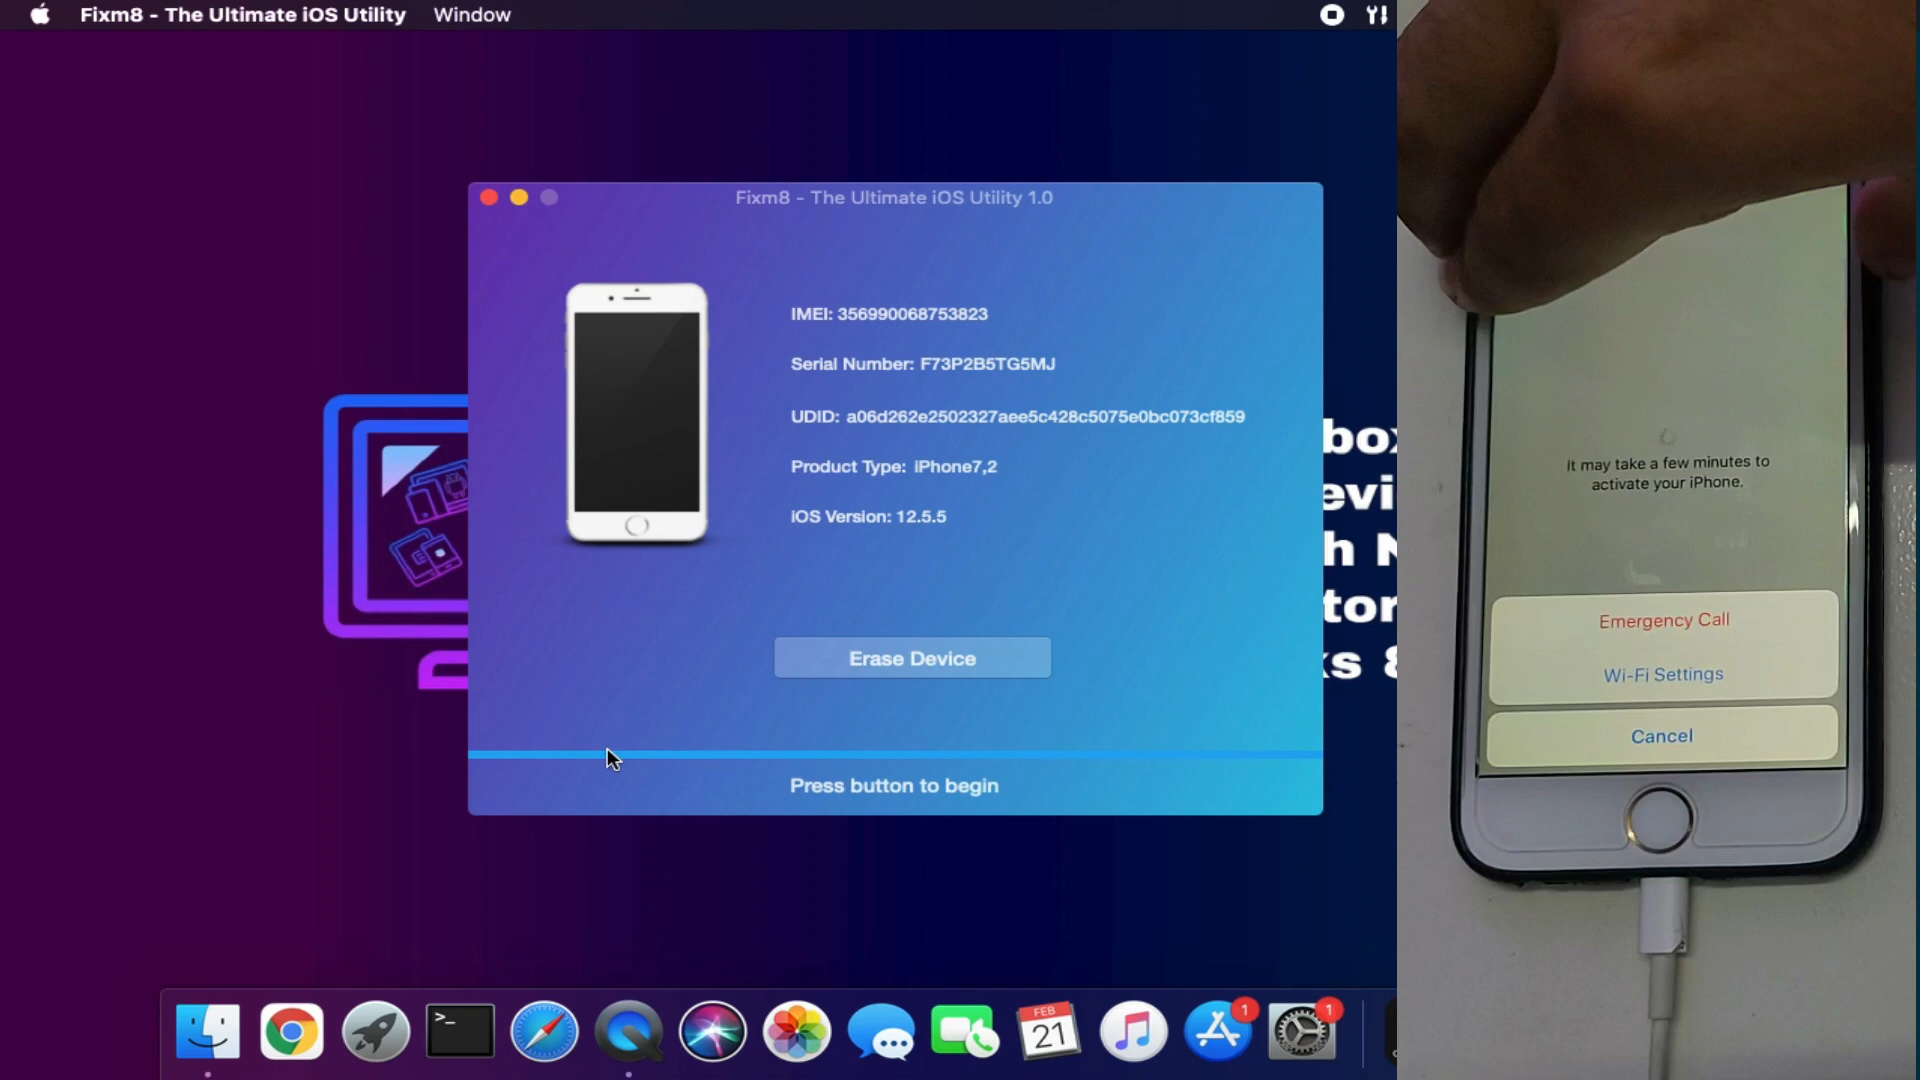 Fixm8 - The Ultimate iOS Utility Window
Fixm8 - The Ultimate iOS Utility 1.0
IMEI: 356990068753823
Serial Number: F73P2B5TG5MJ
UDID: a06d262e2502327aee5c428c5075e0bc073cf859
Product Type: iPhone7,2
iOS Version: 12.5.5
Erase Device
Press button to begin
>_
FEB
21
1
1
It may take a few minutes to
activate your iPhone.
Emergency Call
Wi-Fi Settings
Cancel